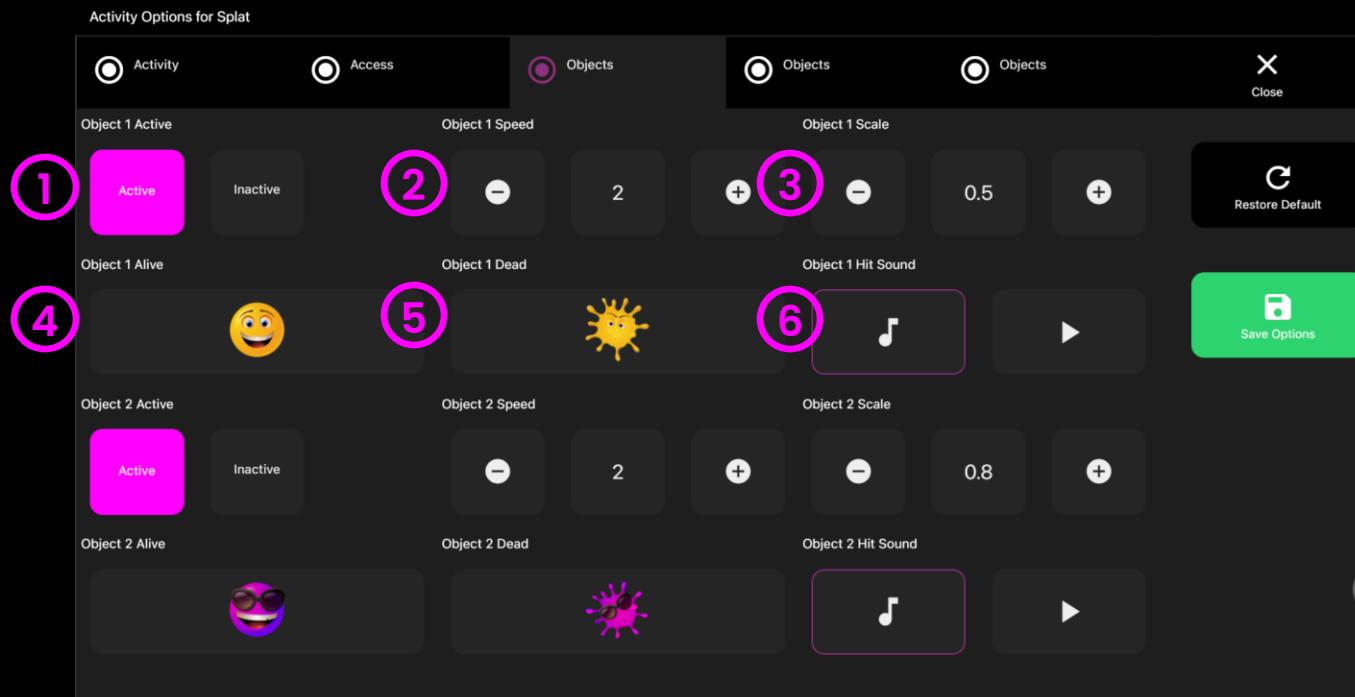 Activity Options for Splat
Activity Access Objects Objects Objects Close
Object 1 Active Object 1 Speed Object 1 Scale
1 Active Inactive 2 2 3 0.5 Restore Default
Object 1 Alive Object 1 Dead Object 1 Hit Sound
4 5 6 Save Options
Object 2 Active Object 2 Speed Object 2 Scale
Active Inactive 2 0.8
Object 2 Alive Object 2 Dead Object 2 Hit Sound